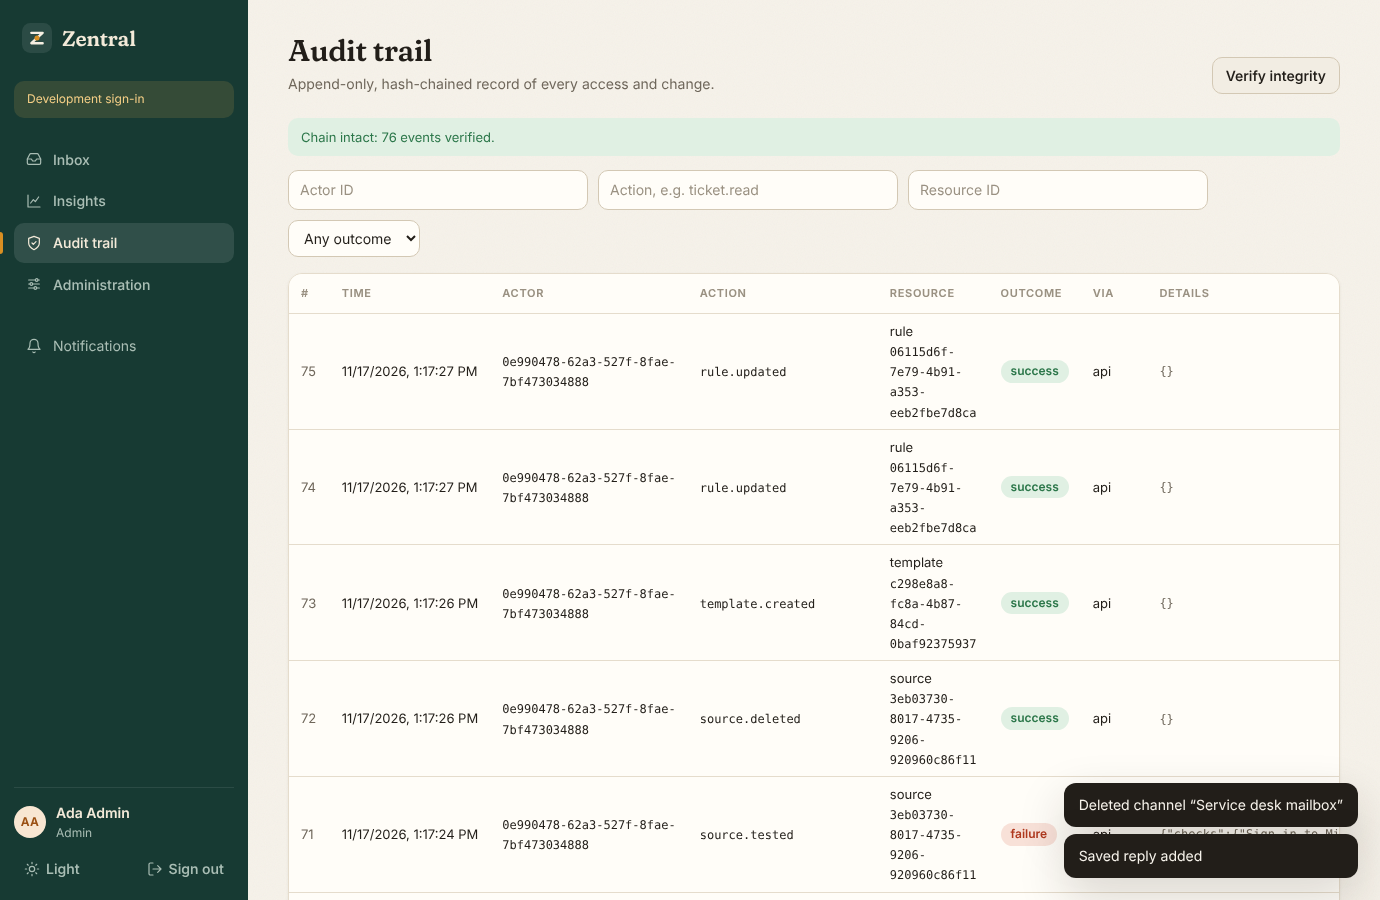 Zentral
Development sign-in
Inbox
Insights
Audit trail
Administration
Notifications
AA
Ada Admin
Admin
Light
Sign out
Audit trail
Append-only, hash-chained record of every access and change.
Verify integrity
Chain intact: 76 events verified.
Actor ID
Action, e.g. ticket.read
Resource ID
Any outcome
# TIME ACTOR ACTION RESOURCE OUTCOME VIA DETAILS
75 11/17/2026, 1:17:27 PM
0e990478-62a3-527f-8fae-
7bf473034888
rule.updated
rule
06115d6f-
7e79-4b91-
a353-
eeb2fbe7d8ca
success
api
{}
74 11/17/2026, 1:17:27 PM
0e990478-62a3-527f-8fae-
7bf473034888
rule.updated
rule
06115d6f-
7e79-4b91-
a353-
eeb2fbe7d8ca
success
api
{}
73 11/17/2026, 1:17:26 PM
0e990478-62a3-527f-8fae-
7bf473034888
template.created
template
c298e8a8-
fc8a-4b87-
84cd-
0baf92375937
success
api
{}
72 11/17/2026, 1:17:26 PM
0e990478-62a3-527f-8fae-
7bf473034888
source.deleted
source
3eb03730-
8017-4735-
9206-
920960c86f11
success
api
{}
71 11/17/2026, 1:17:24 PM
0e990478-62a3-527f-8fae-
7bf473034888
source.tested
source
3eb03730-
8017-4735-
9206-
920960c86f11
failure
Deleted channel “Service desk mailbox”
Saved reply added